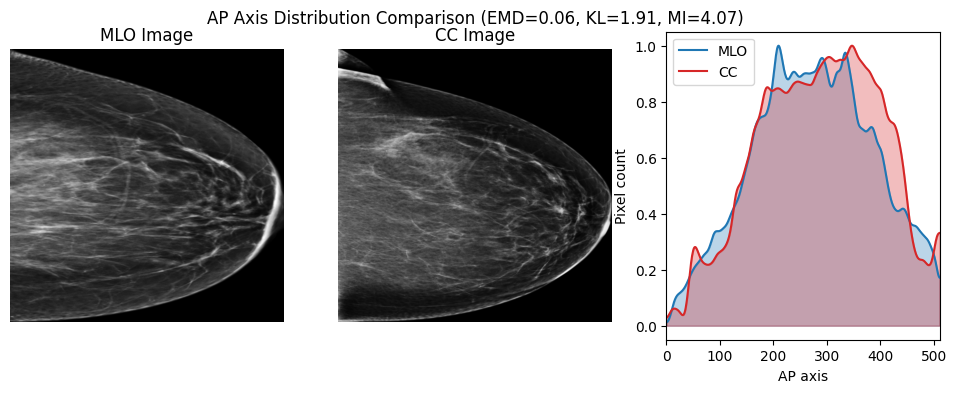 AP Axis Distribution Comparison (EMD=0.06, KL=1.91, MI=4.07)
MLO Image
CC Image
MLO
CC
Pixel count
1.0
0.8
0.6
0.4
0.2
0.0
0 100 200 300 400 500
AP axis